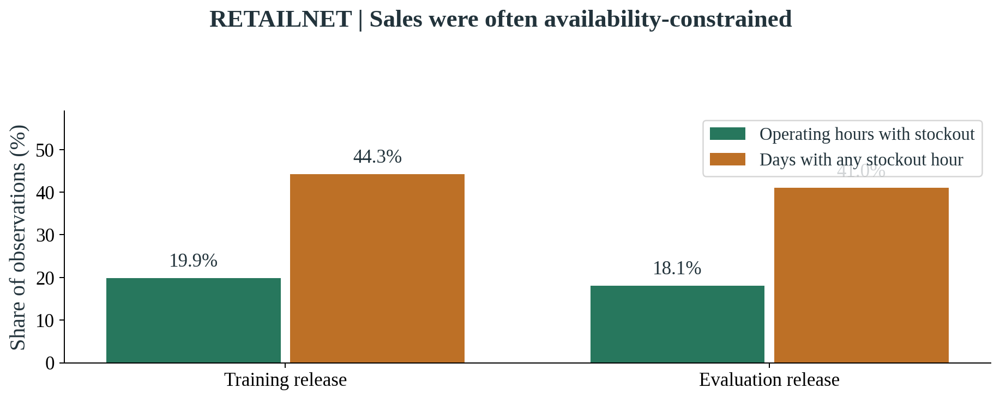 RETAILNET | Sales were often availability-constrained
Share of observations (%)
50
40
30
20
10
0
19.9%
44.3%
18.1%
41.0%
Operating hours with stockout
Days with any stockout hour
Training release
Evaluation release